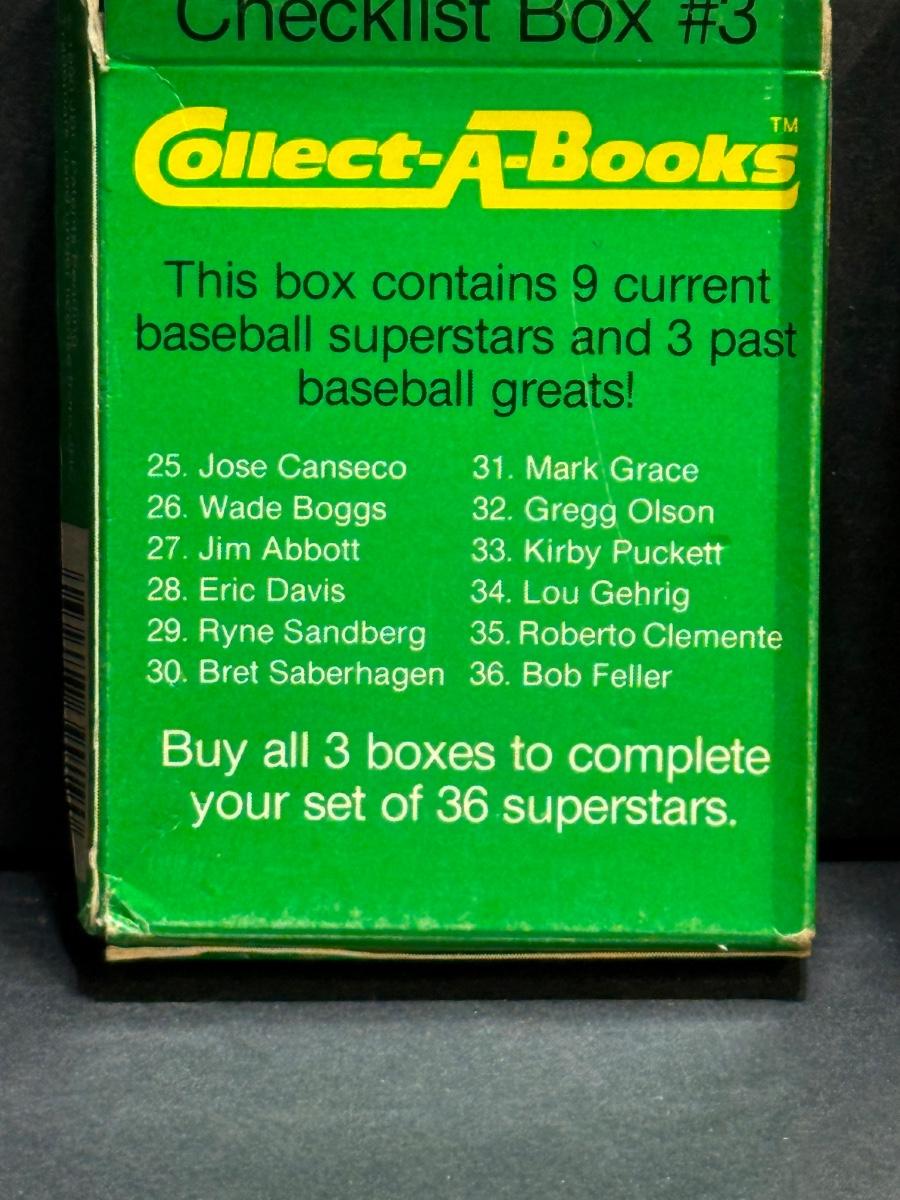 Checklist Box #3
Collect-A-Books™
This box contains 9 current
baseball superstars and 3 past
baseball greats!
25. Jose Canseco
26. Wade Boggs
27. Jim Abbott
28. Eric Davis
29. Ryne Sandberg
30. Bret Saberhagen
31. Mark Grace
32. Gregg Olson
33. Kirby Puckett
34. Lou Gehrig
35. Roberto Clemente
36. Bob Feller
Buy all 3 boxes to complete
your set of 36 superstars.